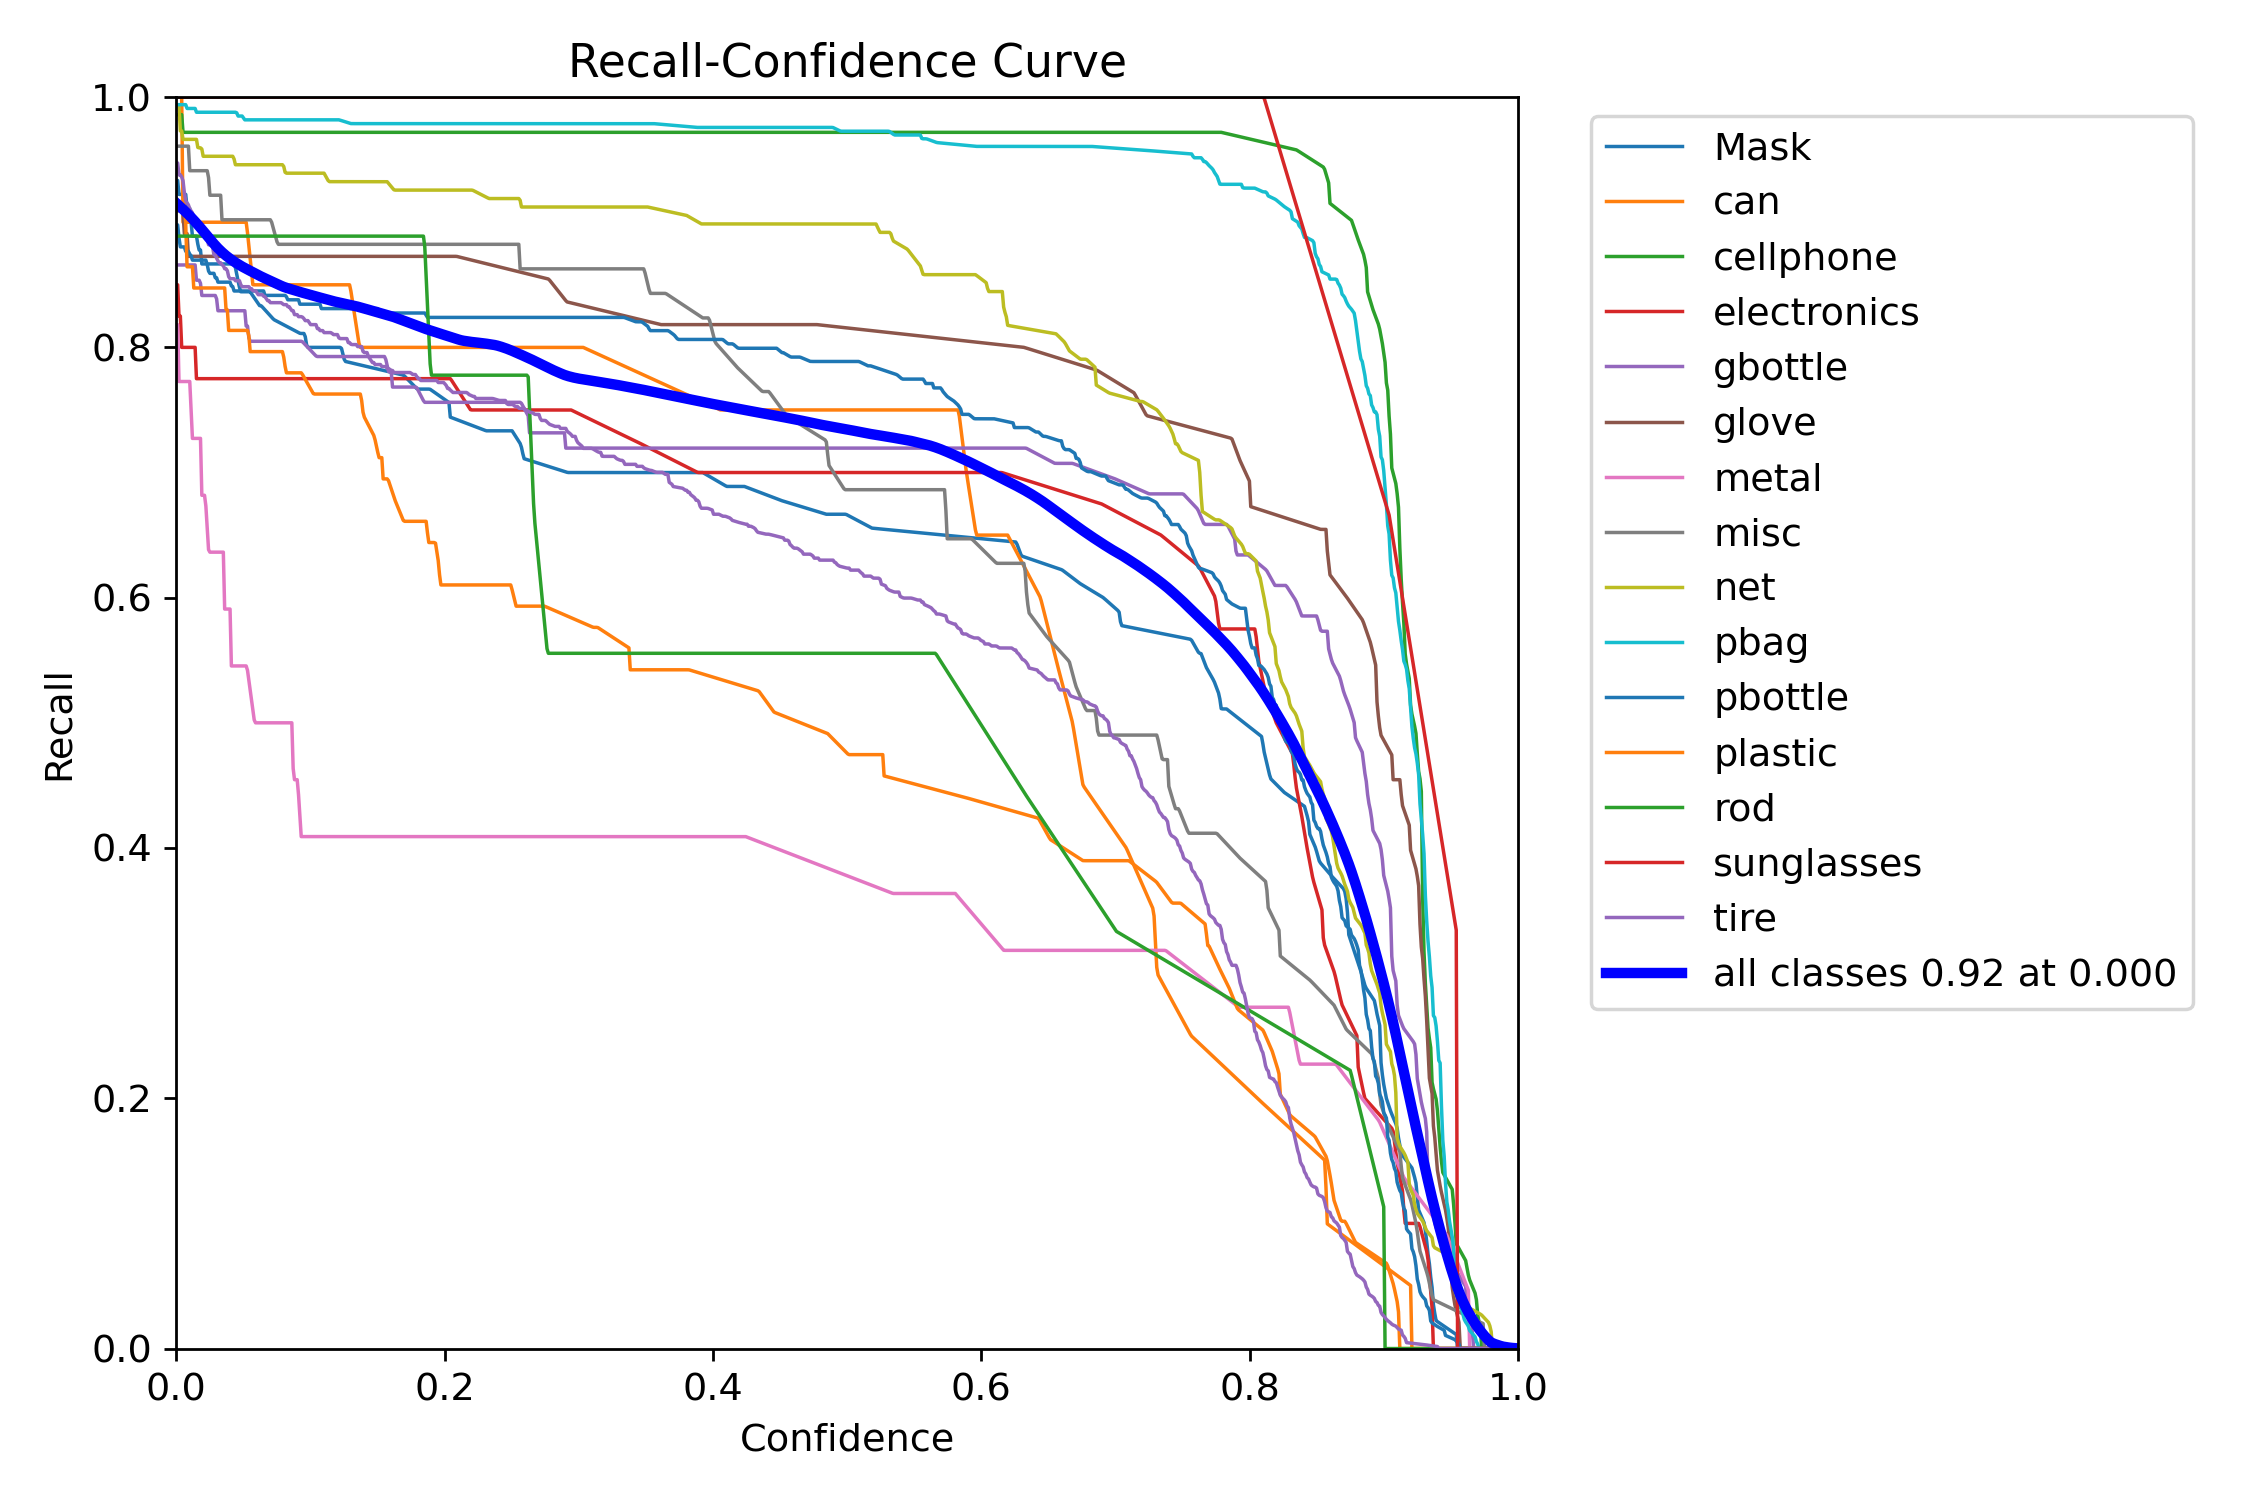 Recall-Confidence Curve
1.0
0.8
0.6
0.4
0.2
0.0
Recall
0.0 0.2 0.4 0.6 0.8 1.0
Confidence
Mask
can
cellphone
electronics
gbottle
glove
metal
misc
net
pbag
pbottle
plastic
rod
sunglasses
tire
all classes 0.92 at 0.000